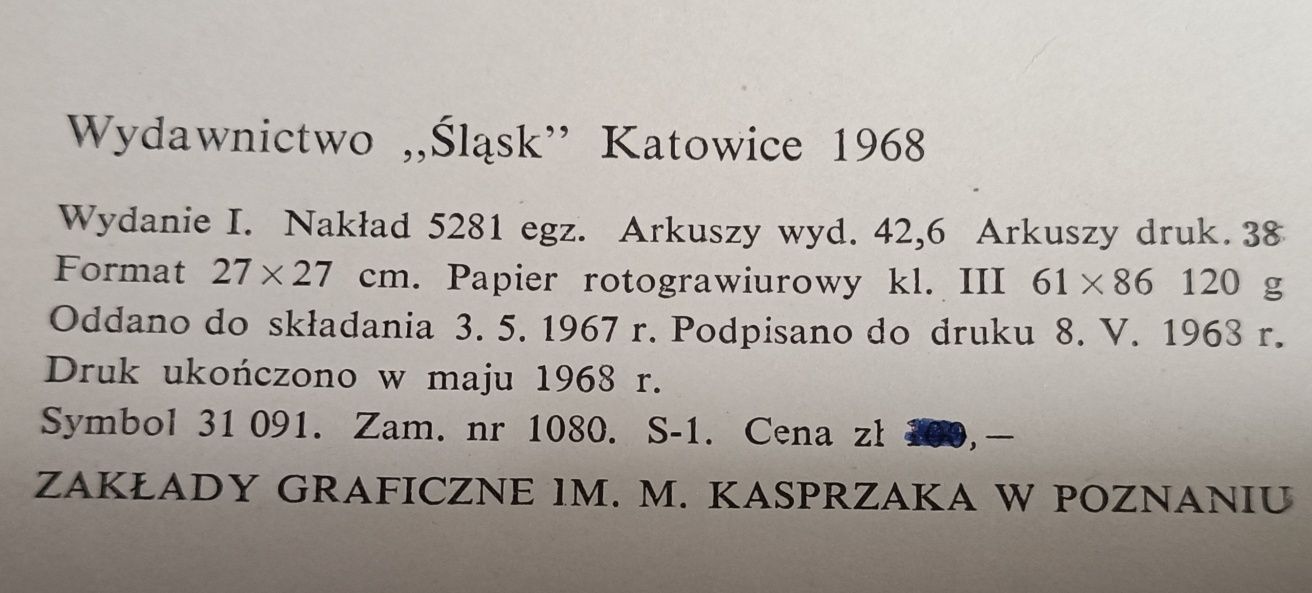 Wydawnictwo „Śląsk” Katowice 1968
Wydanie I. Nakład 5281 egz. Arkuszy wyd. 42,6 Arkuszy druk. 38
Format 27×27 cm. Papier rotograwiurowy kl. III 61×86 120 g
Oddano do składania 3. 5. 1967 r. Podpisano do druku 8. V. 1968 r.
Druk ukończono w maju 1968 r.
Symbol 31 091. Zam. nr 1080. S-1. Cena zł ,—
ZAKŁADY GRAFICZNE IM. M. KASPRZAKA W POZNANIU